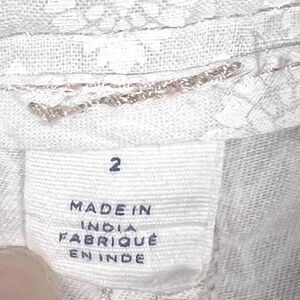 2
MADE IN
INDIA
FABRIQUÉ
EN INDE